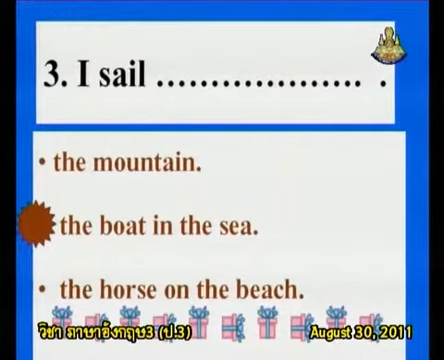 3. I sail ………………… .
• the mountain.
the boat in the sea.
• the horse on the beach.
วิชา ภาษาอังกฤษ3 (ป.3)
August 30, 2011